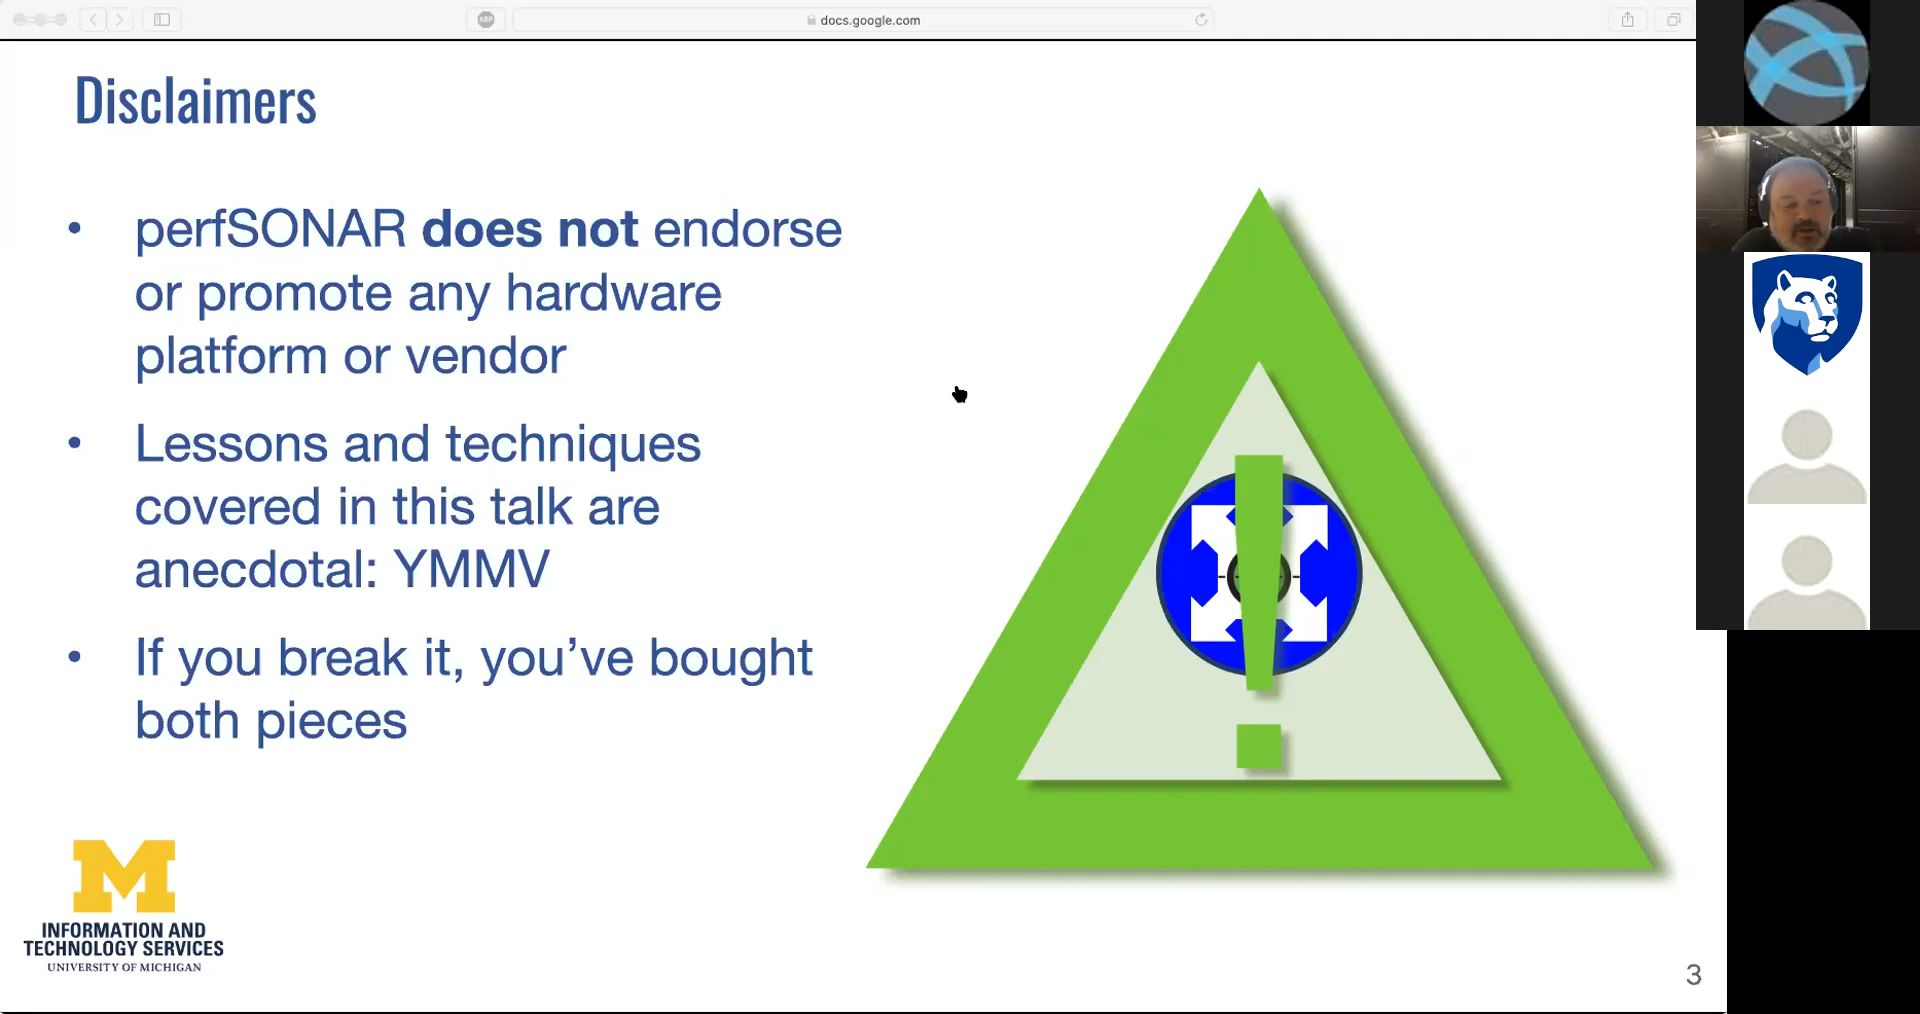 docs.google.com
Disclaimers
• perfSONAR does not endorse
or promote any hardware
platform or vendor
• Lessons and techniques
covered in this talk are
anecdotal: YMMV
• If you break it, you’ve bought
both pieces
!
M
INFORMATION AND
TECHNOLOGY SERVICES
UNIVERSITY OF MICHIGAN
3
ABP